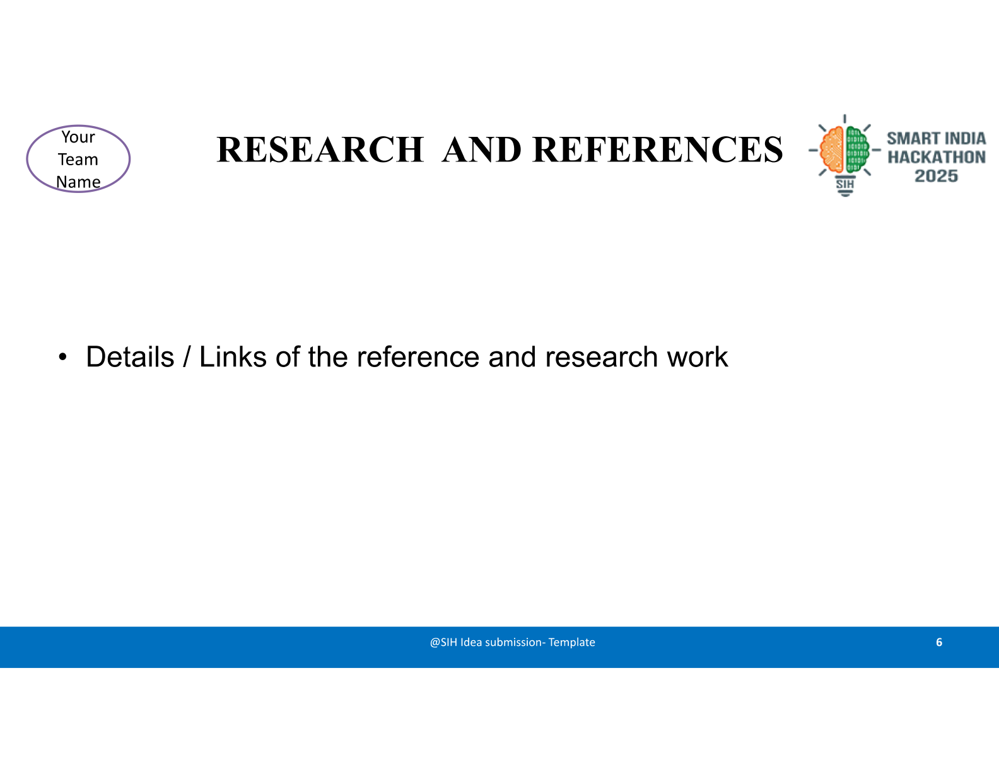 Your
Team
Name
RESEARCH  AND REFERENCES
SMART INDIA
HACKATHON
2025
SIH
• Details / Links of the reference and research work
@SIH Idea submission- Template
6